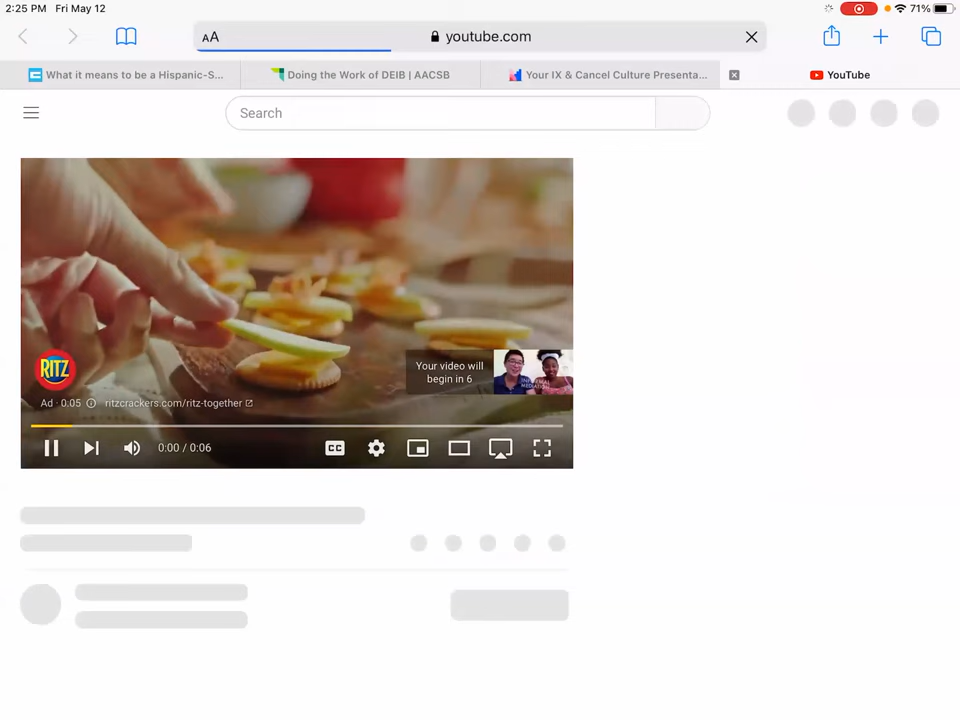 2:25 PM Fri May 12 71%
AA youtube.com
What it means to be a Hispanic-S... Doing the Work of DEIB | AACSB Your IX & Cancel Culture Presenta... YouTube
Search
RITZ
Your video will
begin in 6
INFORMAL
MEDIATION
Ad · 0.05 ritzcrackers.com/ritz-together
0:00 / 0:06
CC